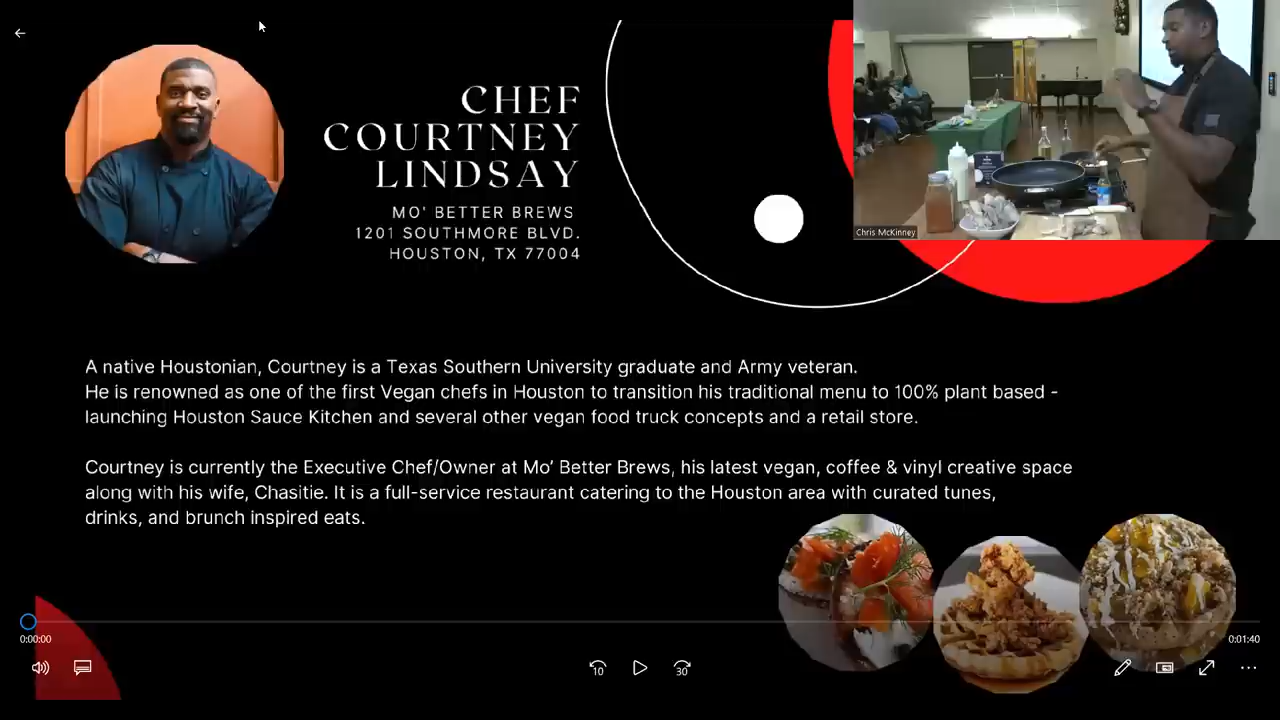 CHEF
COURTNEY
LINDSAY
MO' BETTER BREWS
1201 SOUTHMORE BLVD.
HOUSTON, TX 77004
Chris McKinney
A native Houstonian, Courtney is a Texas Southern University graduate and Army veteran.
He is renowned as one of the first Vegan chefs in Houston to transition his traditional menu to 100% plant based -
launching Houston Sauce Kitchen and several other vegan food truck concepts and a retail store.
Courtney is currently the Executive Chef/Owner at Mo’ Better Brews, his latest vegan, coffee & vinyl creative space
along with his wife, Chasitie. It is a full-service restaurant catering to the Houston area with curated tunes,
drinks, and brunch inspired eats.
0:00:00
0:01:40
10
30